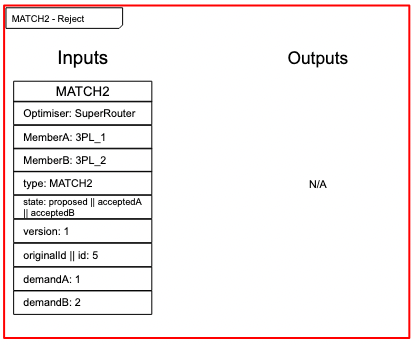 MATCH2 - Reject
Inputs
Outputs
MATCH2
Optimiser: SuperRouter
MemberA: 3PL_1
MemberB: 3PL_2
type: MATCH2
state: proposed || acceptedA
|| acceptedB
version: 1
originalId || id: 5
demandA: 1
demandB: 2
N/A